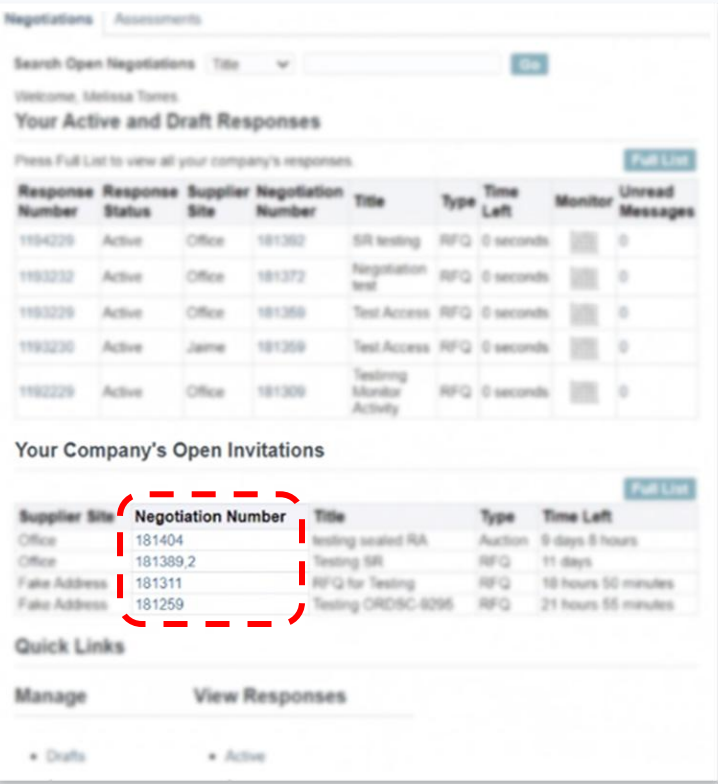 Negotiations Assessments
Search Open Negotiations Title Go
Welcome, Melissa Torres
Your Active and Draft Responses
Press Full List to view all your company's responses. Full List
Response Number Response Status Supplier Site Negotiation Number Title Type Time Left Monitor Unread Messages
1194229 Active Office 181392 SR testing RFQ 0 seconds 0
1193232 Active Office 181372 Negotiation test RFQ 0 seconds 0
1193229 Active Office 181359 Test Access RFQ 0 seconds 0
1193230 Active Jaime 181359 Test Access RFQ 0 seconds 0
1192229 Active Office 181309 Testinng Monitor Activity RFQ 0 seconds 0
Your Company's Open Invitations
Full List
Supplier Site Negotiation Number Title Type Time Left
Office 181404 testing sealed RA Auction 9 days 8 hours
Office 181389,2 Testing SR RFQ 11 days
Fake Address 181311 RFQ for Testing RFQ 18 hours 50 minutes
Fake Address 181259 Testing ORDSC-9295 RFQ 21 hours 55 minutes
Quick Links
Manage View Responses
• Drafts • Active